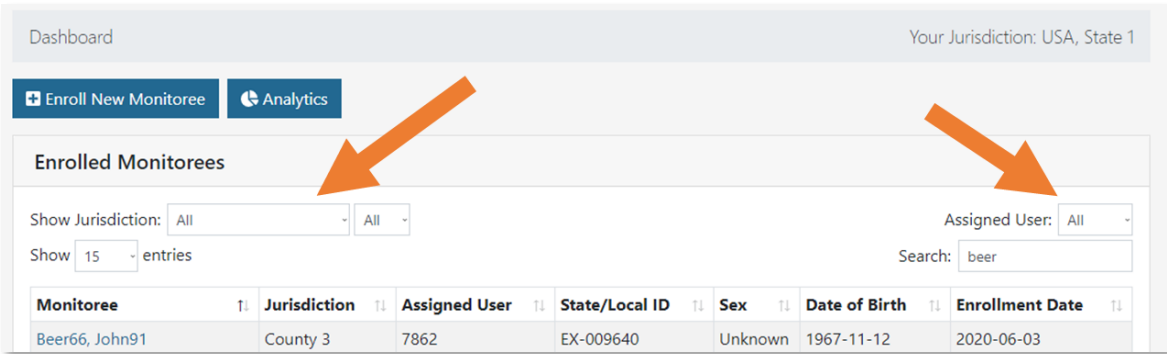 Dashboard Your Jurisdiction: USA, State 1
Enroll New Monitoree Analytics
Enrolled Monitorees
Show Jurisdiction: All All Assigned User: All
Show 15 entries Search: beer
Monitoree Jurisdiction Assigned User State/Local ID Sex Date of Birth Enrollment Date
Beer66, John91 County 3 7862 EX-009640 Unknown 1967-11-12 2020-06-03